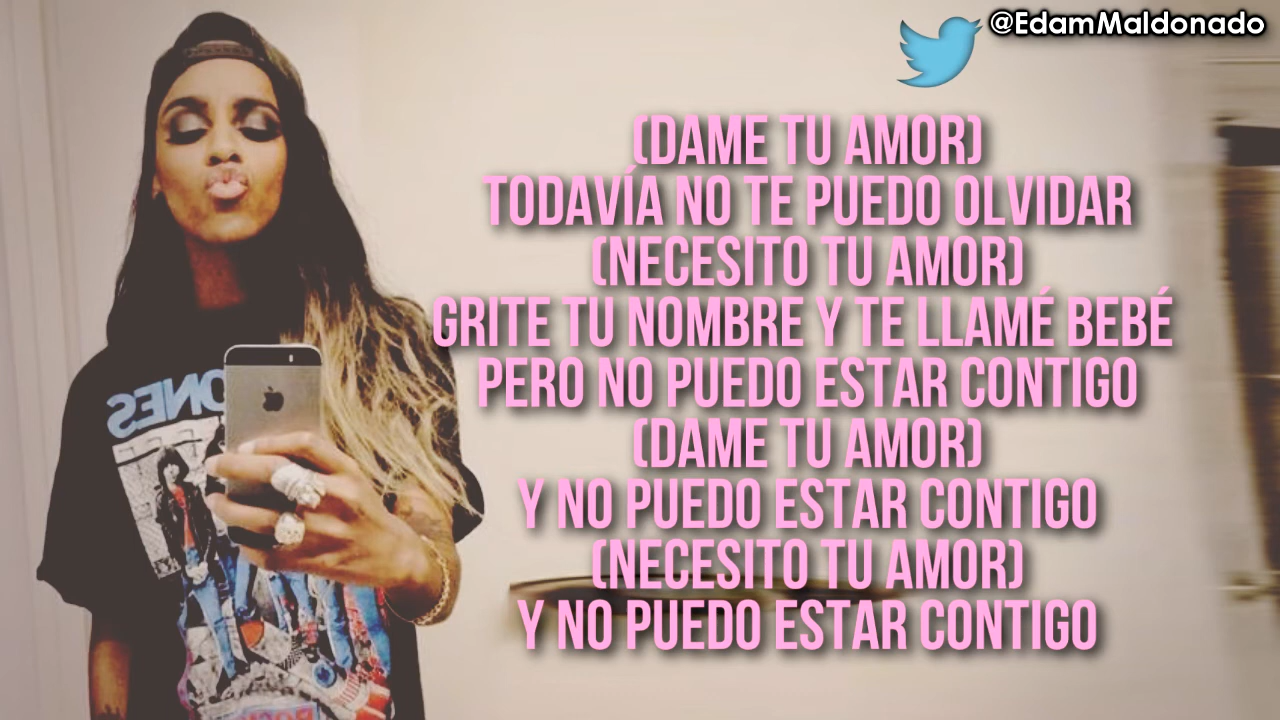 @EdamMaldonado
(DAME TU AMOR)
TODAVÍA NO TE PUEDO OLVIDAR
(NECESITO TU AMOR)
GRITE TU NOMBRE Y TE LLAMÉ BEBÉ
PERO NO PUEDO ESTAR CONTIGO
(DAME TU AMOR)
Y NO PUEDO ESTAR CONTIGO
(NECESITO TU AMOR)
Y NO PUEDO ESTAR CONTIGO